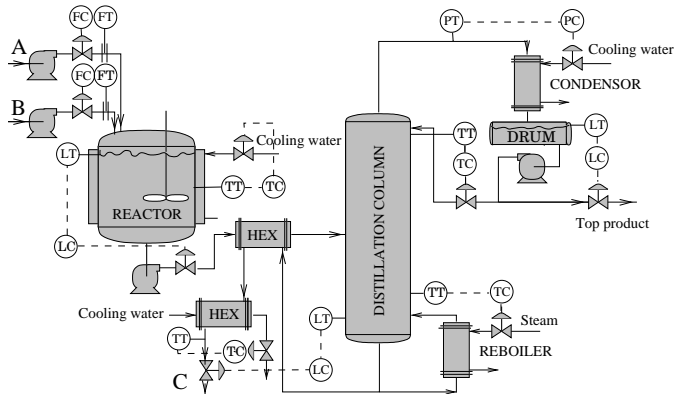 FC FT PT PC
A
FC FT Cooling water
CONDENSOR
B
LT Cooling water TT DRUM LT
TC LC
TT TC
REACTOR
DISTILLATION COLUMN
Top product
LC HEX
TT TC
Cooling water HEX LT Steam
TT TC REBOILER
C LC